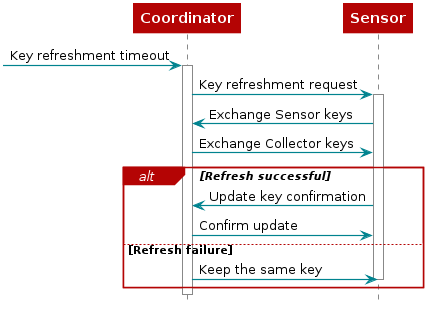 Coordinator
Sensor
Key refreshment timeout
Key refreshment request
Exchange Sensor keys
Exchange Collector keys
alt
[Refresh successful]
Update key confirmation
Confirm update
[Refresh failure]
Keep the same key